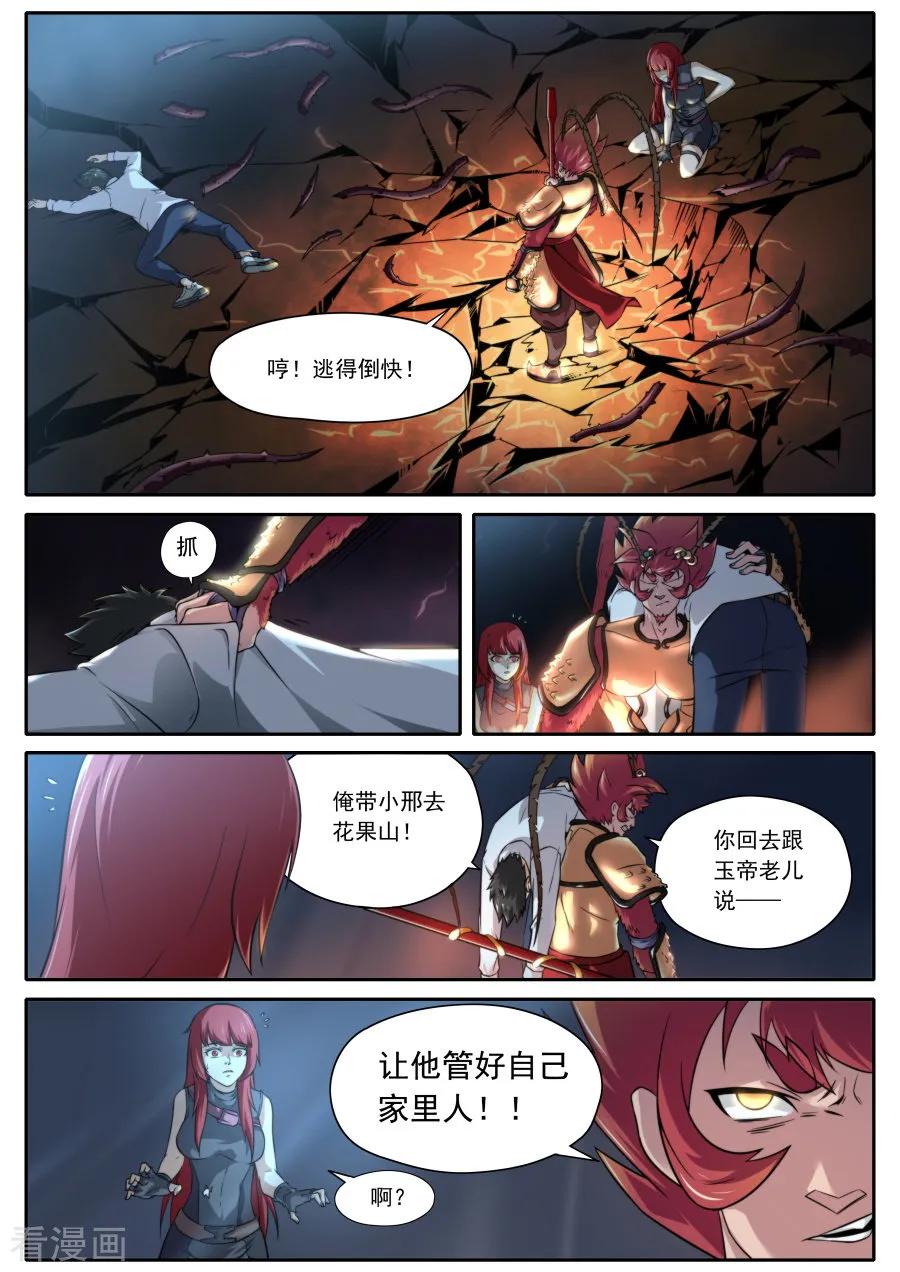 哼！逃得倒快！
抓
俺带小邢去
花果山！
你回去跟
玉帝老儿
说——
让他管好自己
家里人！！
啊？
看漫画